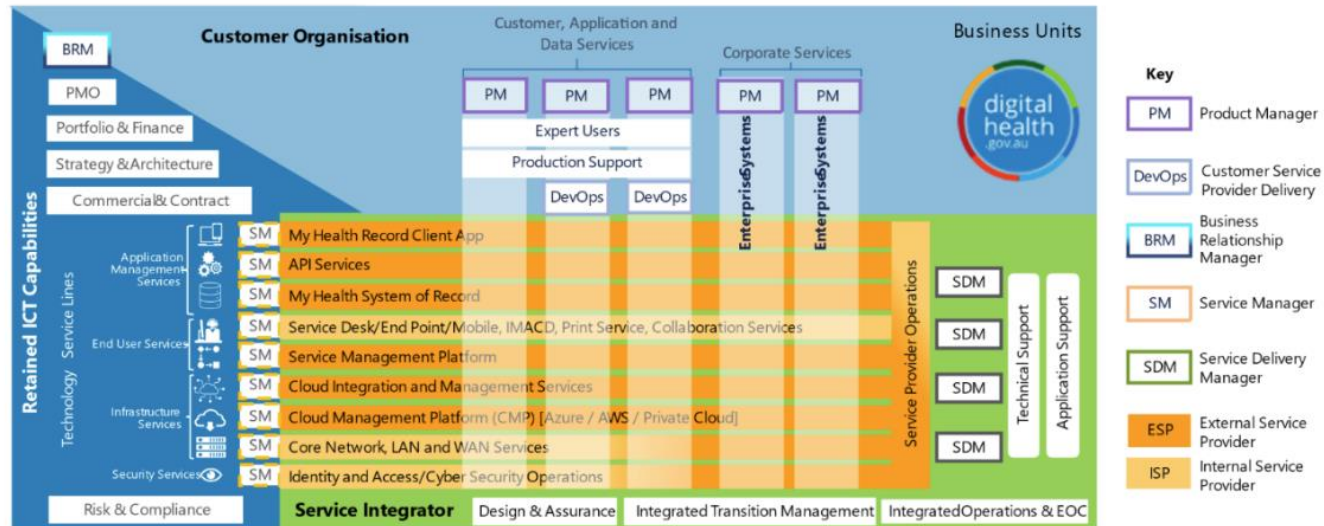 Customer Organisation
Customer, Application and
Data Services
Corporate Services
Business Units
BRM
PMO
Portfolio & Finance
Strategy &Architecture
Commercial& Contract
PM
PM
PM
PM
PM
Expert Users
Production Support
DevOps
DevOps
EnterpriseSystems
EnterpriseSystems
digital
health
.gov.au
Retained ICT Capabilities
Technology Service Lines
Application
Management
Services
End User Services
Infrastructure
Services
Security Services
SM My Health Record Client App
SM API Services
SM My Health System of Record
SM Service Desk/End Point/Mobile, IMACD, Print Service, Collaboration Services
SM Service Management Platform
SM Cloud Integration and Management Services
SM Cloud Management Platform (CMP) [Azure / AWS / Private Cloud]
SM Core Network, LAN and WAN Services
SM Identity and Access/Cyber Security Operations
Service Provider Operations
SDM
SDM
SDM
SDM
Technical Support
Application Support
Risk & Compliance
Service Integrator
Design & Assurance
Integrated Transition Management
IntegratedOperations & EOC
Key
PM Product Manager
DevOps Customer Service
Provider Delivery
BRM Business
Relationship
Manager
SM Service Manager
SDM Service Delivery
Manager
ESP External Service
Provider
ISP Internal Service
Provider